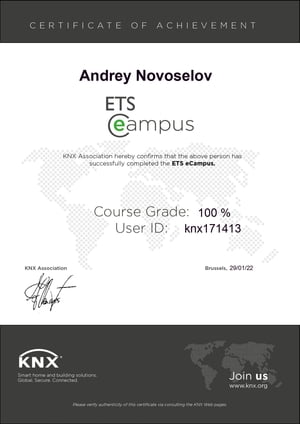 CERTIFICATE OF ACHIEVEMENT
Andrey Novoselov
ETS
eCampus
KNX Association hereby confirms that the above person has
successfully completed the ETS eCampus.
Course Grade: 100 %
User ID: knx171413
KNX Association
Brussels, 29/01/22
KNX®
Smart home and building solutions.
Global. Secure. Connected.
Join us
www.knx.org
Please verify authenticity of this certificate via consulting the KNX Web pages